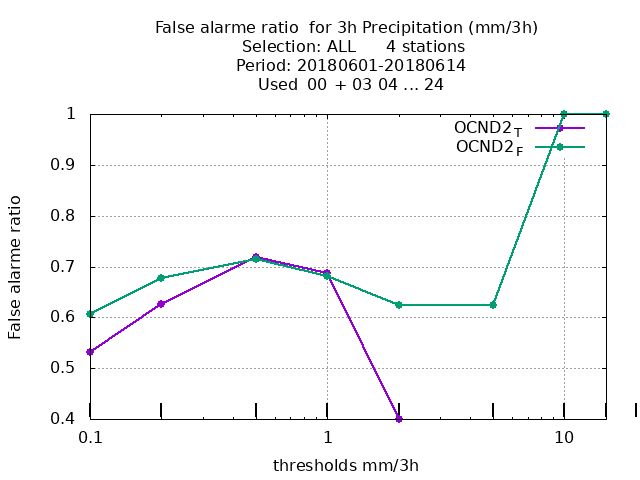 False alarme ratio  for 3h Precipitation (mm/3h)
Selection: ALL      4 stations
Period: 20180601-20180614
Used  00  + 03 04 ... 24
OCND2_T
OCND2_F
1
0.9
0.8
0.7
0.6
0.5
0.4
False alarme ratio
0.1 1 10
thresholds mm/3h